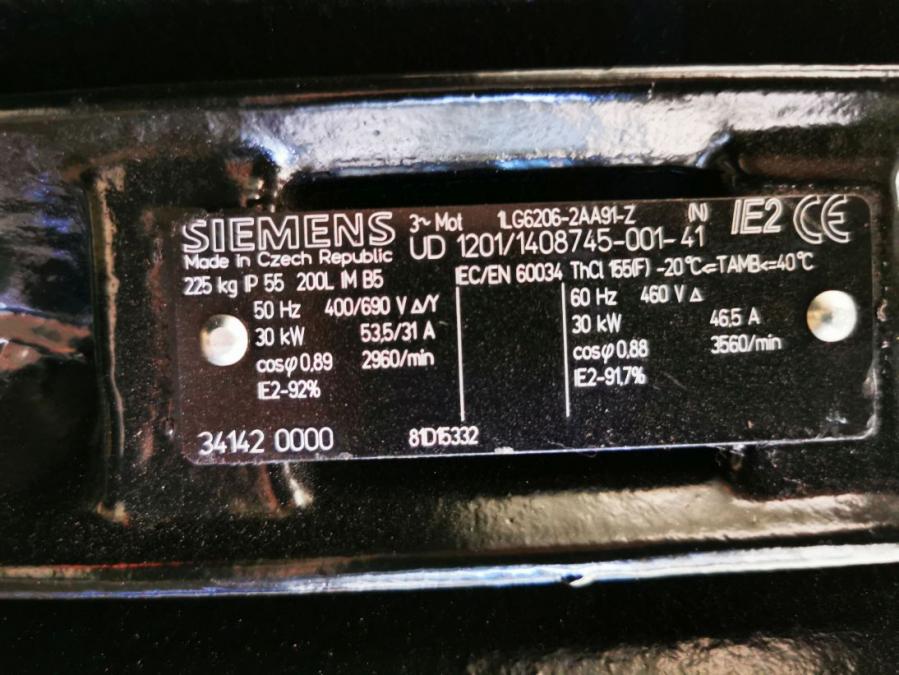 SIEMENS 3~ Mot 1LG6206-2AA91-Z (N) IE2 CE
Made in Czech Republic UD 1201/1408745-001-41
225 kg IP 55 200L IM B5 IEC/EN 60034 ThCl 155(F) -20°C<=TAMB<=40°C
50 Hz 400/690 V Δ/Y 60 Hz 460 V Δ
30 kW 53,5/31 A 30 kW 46,5 A
cosφ 0,89 2960/min cosφ 0,88 3560/min
IE2-92% IE2-91,7%
34142 0000 81D15332